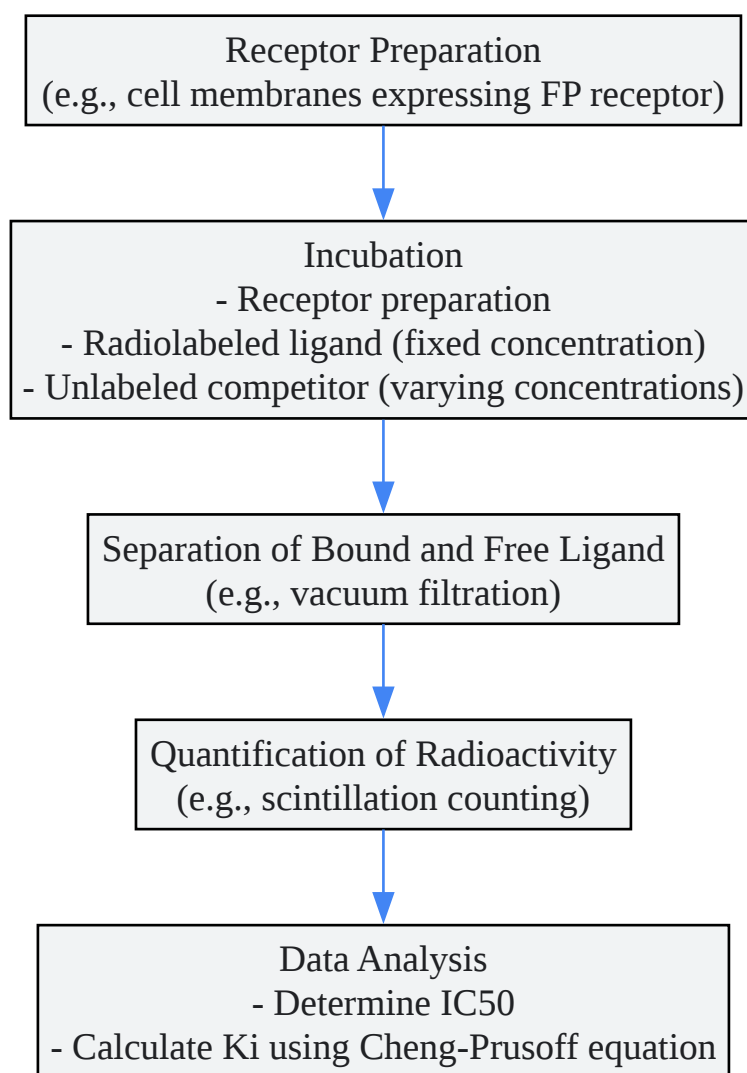 Receptor Preparation
(e.g., cell membranes expressing FP receptor)
Incubation
- Receptor preparation
- Radiolabeled ligand (fixed concentration)
- Unlabeled competitor (varying concentrations)
Separation of Bound and Free Ligand
(e.g., vacuum filtration)
Quantification of Radioactivity
(e.g., scintillation counting)
Data Analysis
- Determine IC50
- Calculate Ki using Cheng-Prusoff equation